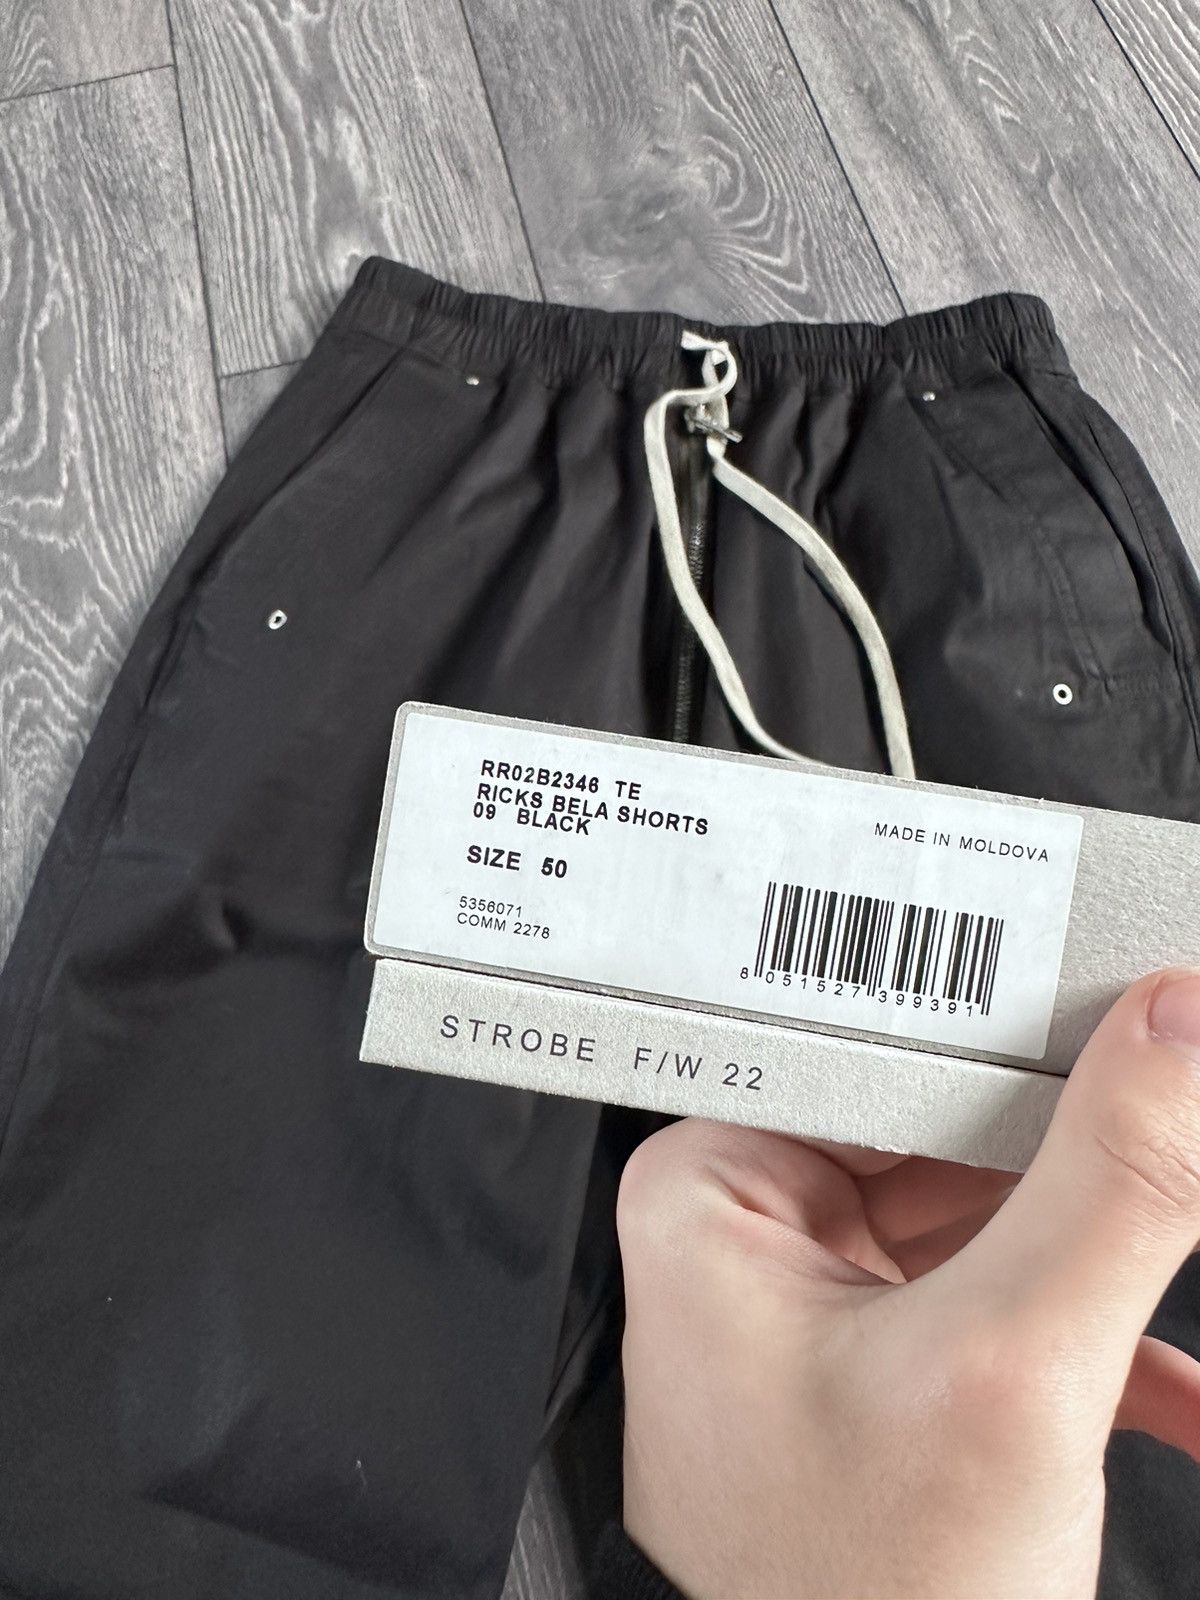 RR02B2346 TE
RICKS BELA SHORTS
09 BLACK
MADE IN MOLDOVA
SIZE 50
5356071
COMM 2278
8 051527 399391
STROBE F/W 22